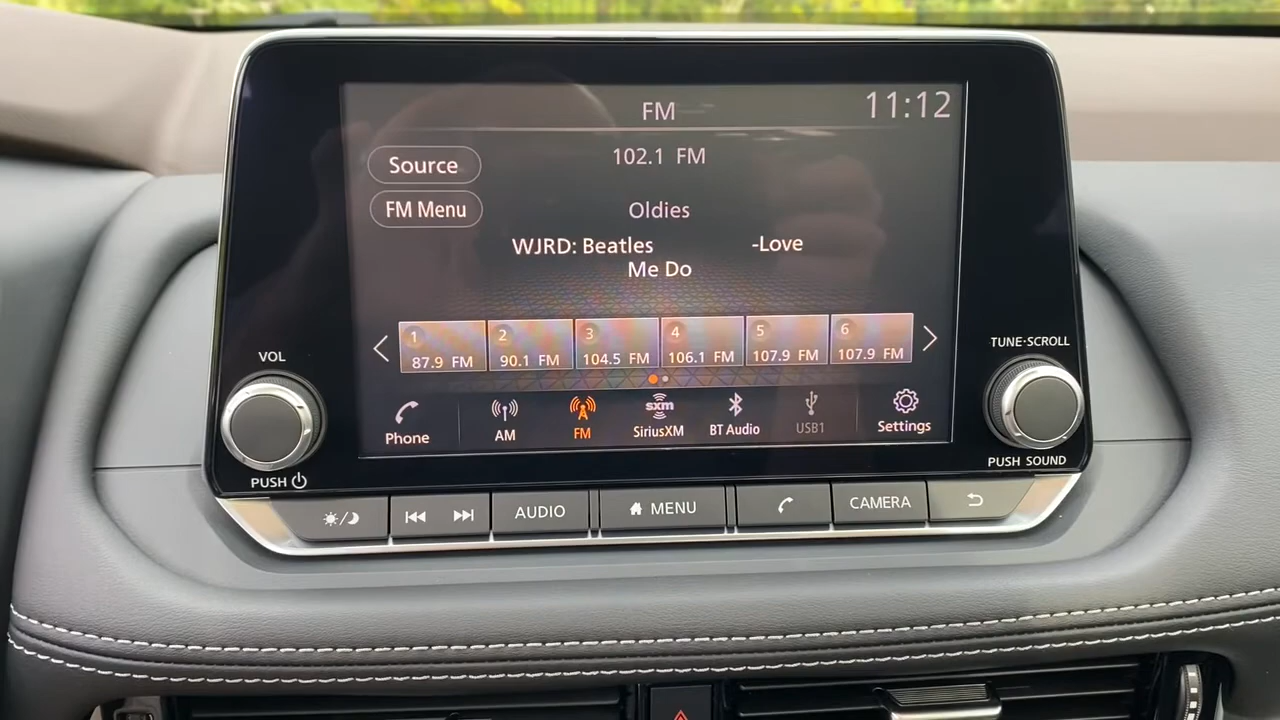 FM
11:12
Source
102.1 FM
FM Menu
Oldies
WJRD: Beatles -Love
Me Do
1
87.9 FM
2
90.1 FM
3
104.5 FM
4
106.1 FM
5
107.9 FM
6
107.9 FM
VOL
TUNE·SCROLL
Phone
AM
FM
sxm
SiriusXM
BT Audio
USB1
Settings
PUSH
PUSH SOUND
AUDIO
MENU
CAMERA